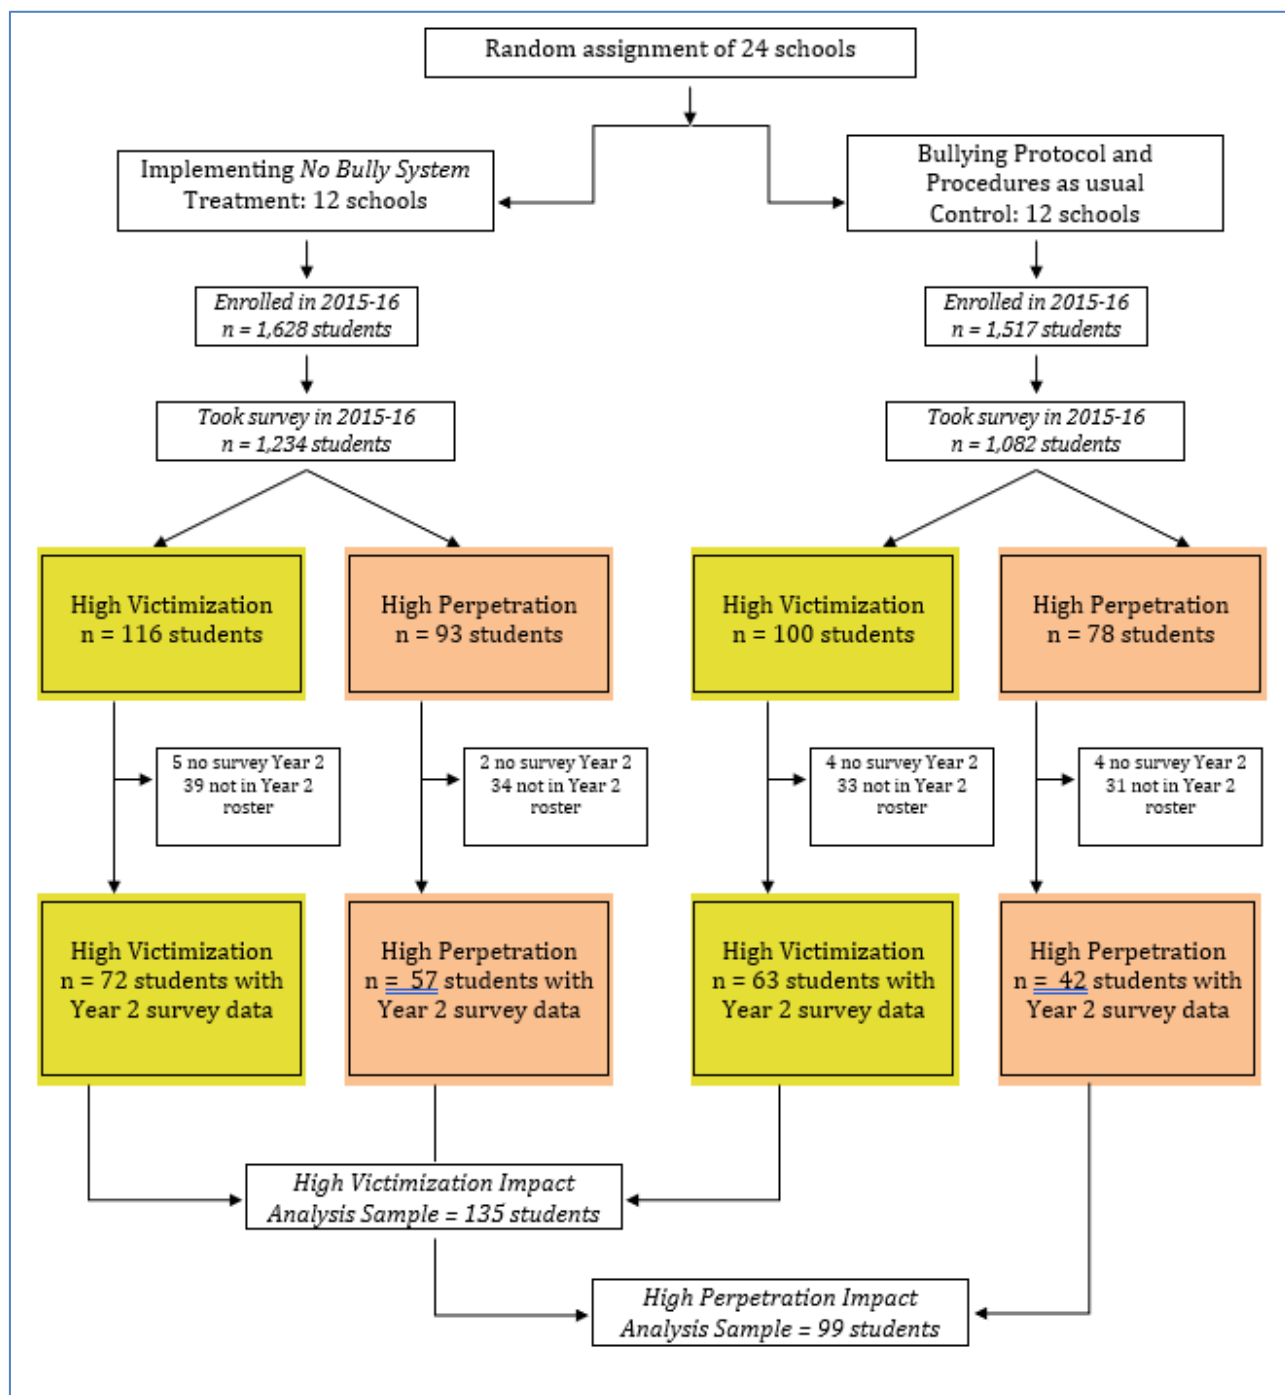 Random assignment of 24 schools
Implementing No Bully System
Treatment: 12 schools
Bullying Protocol and
Procedures as usual
Control: 12 schools
Enrolled in 2015-16
n = 1,628 students
Enrolled in 2015-16
n = 1,517 students
Took survey in 2015-16
n = 1,234 students
Took survey in 2015-16
n = 1,082 students
High Victimization
n = 116 students
High Perpetration
n = 93 students
High Victimization
n = 100 students
High Perpetration
n = 78 students
5 no survey Year 2
39 not in Year 2
roster
2 no survey Year 2
34 not in Year 2
roster
4 no survey Year 2
33 not in Year 2
roster
4 no survey Year 2
31 not in Year 2
roster
High Victimization
n = 72 students with
Year 2 survey data
High Perpetration
n = 57 students with
Year 2 survey data
High Victimization
n = 63 students with
Year 2 survey data
High Perpetration
n = 42 students with
Year 2 survey data
High Victimization Impact
Analysis Sample = 135 students
High Perpetration Impact
Analysis Sample = 99 students